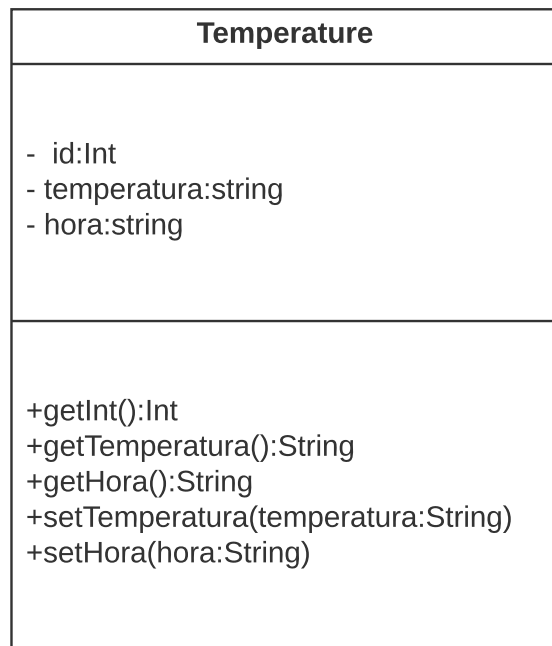 Temperature
-  id:Int
- temperatura:string
- hora:string
+getInt():Int
+getTemperatura():String
+getHora():String
+setTemperatura(temperatura:String)
+setHora(hora:String)